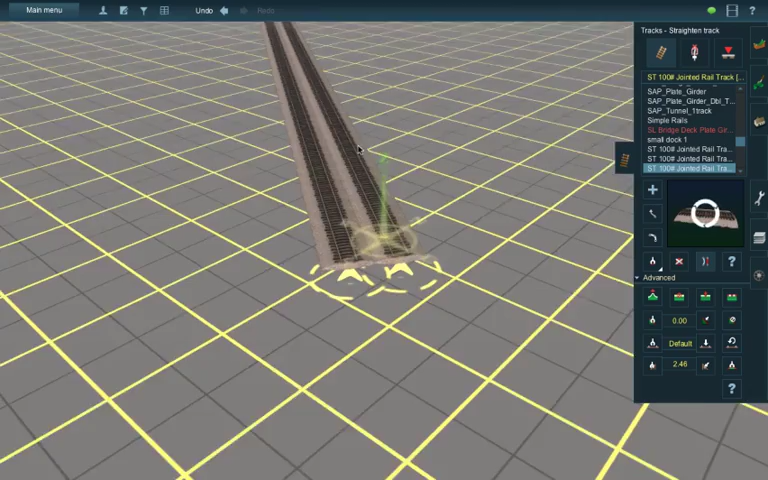 Main menu
Undo
Redo
?
Tracks - Straighten track
ST 100# Jointed Rail Track [...
SAP_Plate_Girder
SAP_Plate_Girder_Dbl_T...
SAP_Tunnel_1track
Simple Rails
SL Bridge Deck Plate Gir...
small dock 1
ST 100# Jointed Rail Tra...
ST 100# Jointed Rail Tra...
ST 100# Jointed Rail Tra...
?
Advanced
0.00
Default
2.46
?